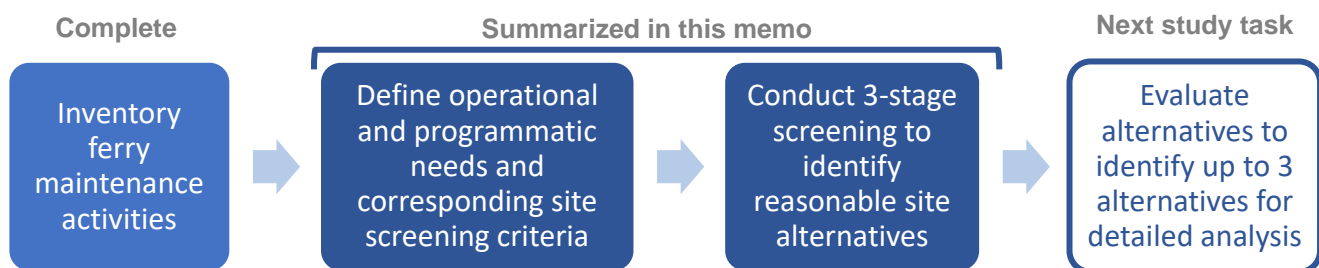 Complete
Summarized in this memo
Next study task
Inventory
ferry
maintenance
activities
Define operational
and programmatic
needs and
corresponding site
screening criteria
Conduct 3-stage
screening to
identify
reasonable site
alternatives
Evaluate
alternatives to
identify up to 3
alternatives for
detailed analysis